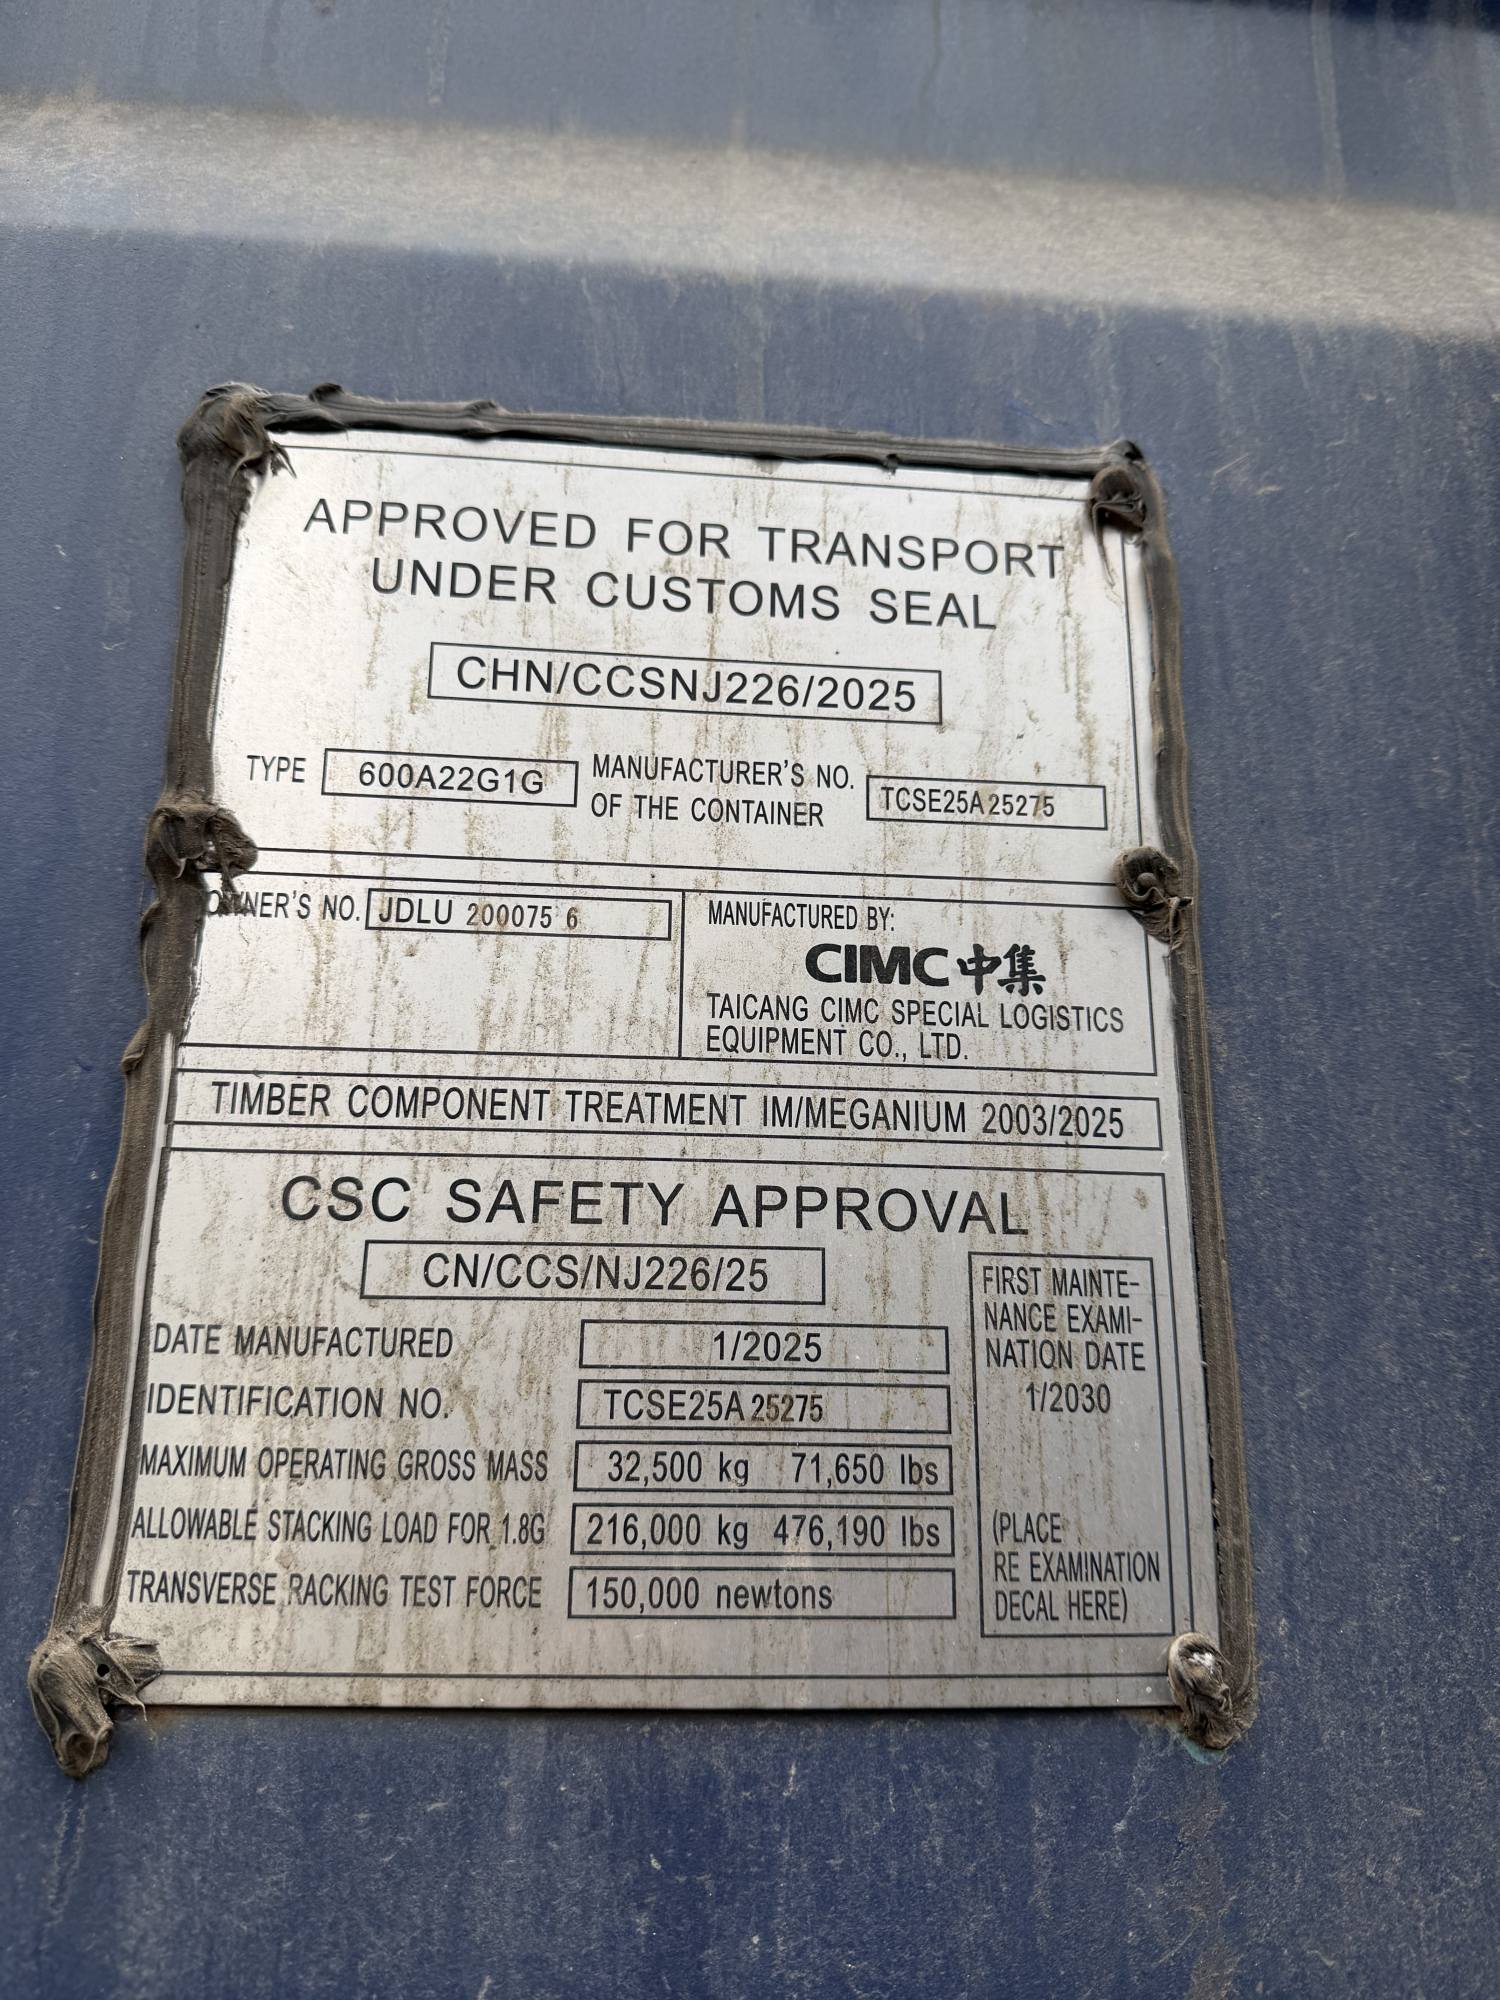 APPROVED FOR TRANSPORT
UNDER CUSTOMS SEAL
CHN/CCSNJ226/2025
TYPE 600A22G1G
MANUFACTURER'S NO.
OF THE CONTAINER
TCSE25A25275
OWNER'S NO. JDLU 200075 6
MANUFACTURED BY:
CIMC中集
TAICANG CIMC SPECIAL LOGISTICS
EQUIPMENT CO., LTD.
TIMBER COMPONENT TREATMENT IM/MEGANIUM 2003/2025
CSC SAFETY APPROVAL
CN/CCS/NJ226/25
DATE MANUFACTURED 1/2025
IDENTIFICATION NO. TCSE25A25275
MAXIMUM OPERATING GROSS MASS 32,500 kg 71,650 lbs
ALLOWABLE STACKING LOAD FOR 1.8G 216,000 kg 476,190 lbs
TRANSVERSE RACKING TEST FORCE 150,000 newtons
FIRST MAINTE-
NANCE EXAMI-
NATION DATE
1/2030
(PLACE
RE EXAMINATION
DECAL HERE)